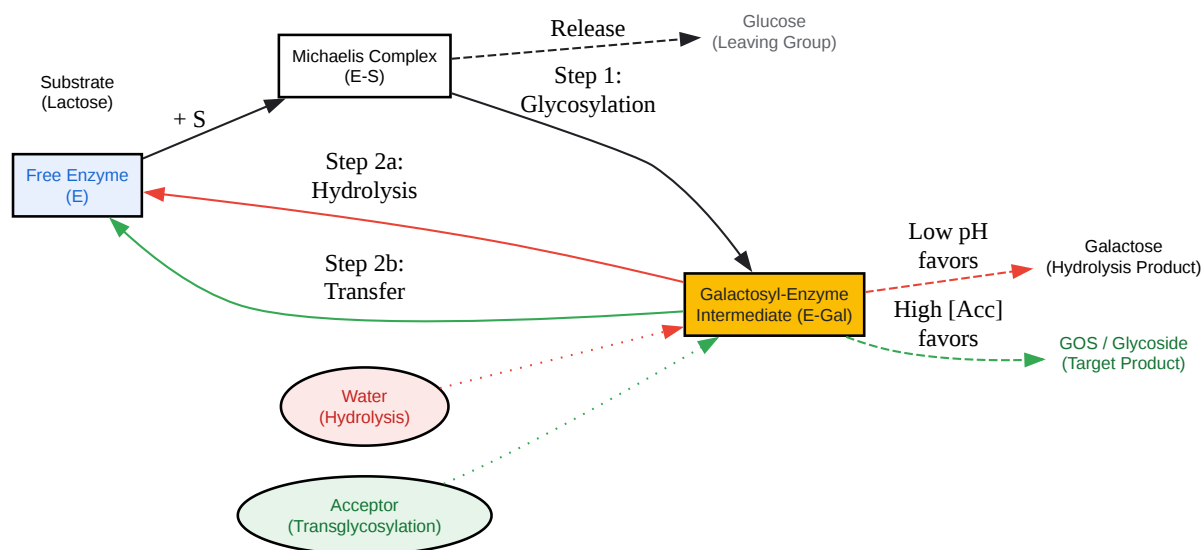 Glucose
(Leaving Group)
Release
Michaelis Complex
(E-S)
Step 1:
Glycosylation
Substrate
(Lactose)
+ S
Free Enzyme
(E)
Step 2a:
Hydrolysis
Step 2b:
Transfer
Low pH
favors
Galactose
(Hydrolysis Product)
Galactosyl-Enzyme
Intermediate (E-Gal)
High [Acc]
favors
GOS / Glycoside
(Target Product)
Water
(Hydrolysis)
Acceptor
(Transglycosylation)